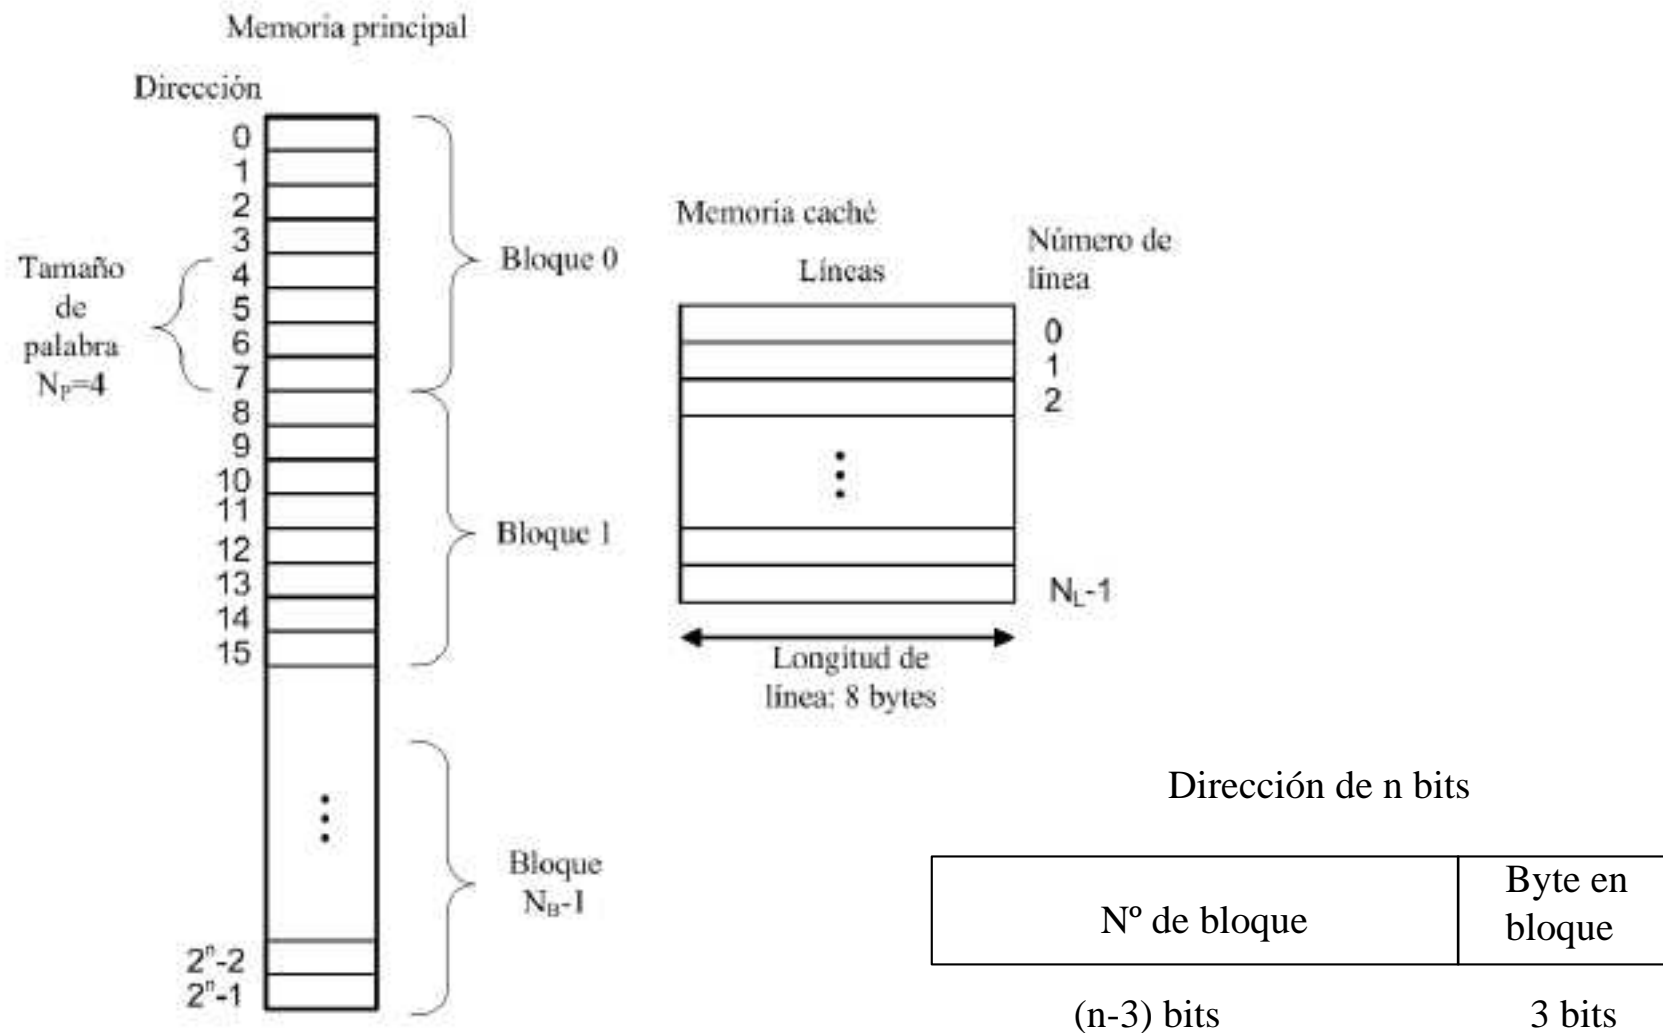 Memoria principal
Dirección
0
1
2
3
4
5
6
7
8
9
10
11
12
13
14
15
2ⁿ-2
2ⁿ-1
Tamaño
de
palabra
N_P=4
Bloque 0
Bloque 1
Bloque
N_B-1
Memoria caché
Líneas
Número de
línea
0
1
2
N_L-1
Longitud de
línea: 8 bytes
Dirección de n bits
Nº de bloque
Byte en
bloque
(n-3) bits
3 bits